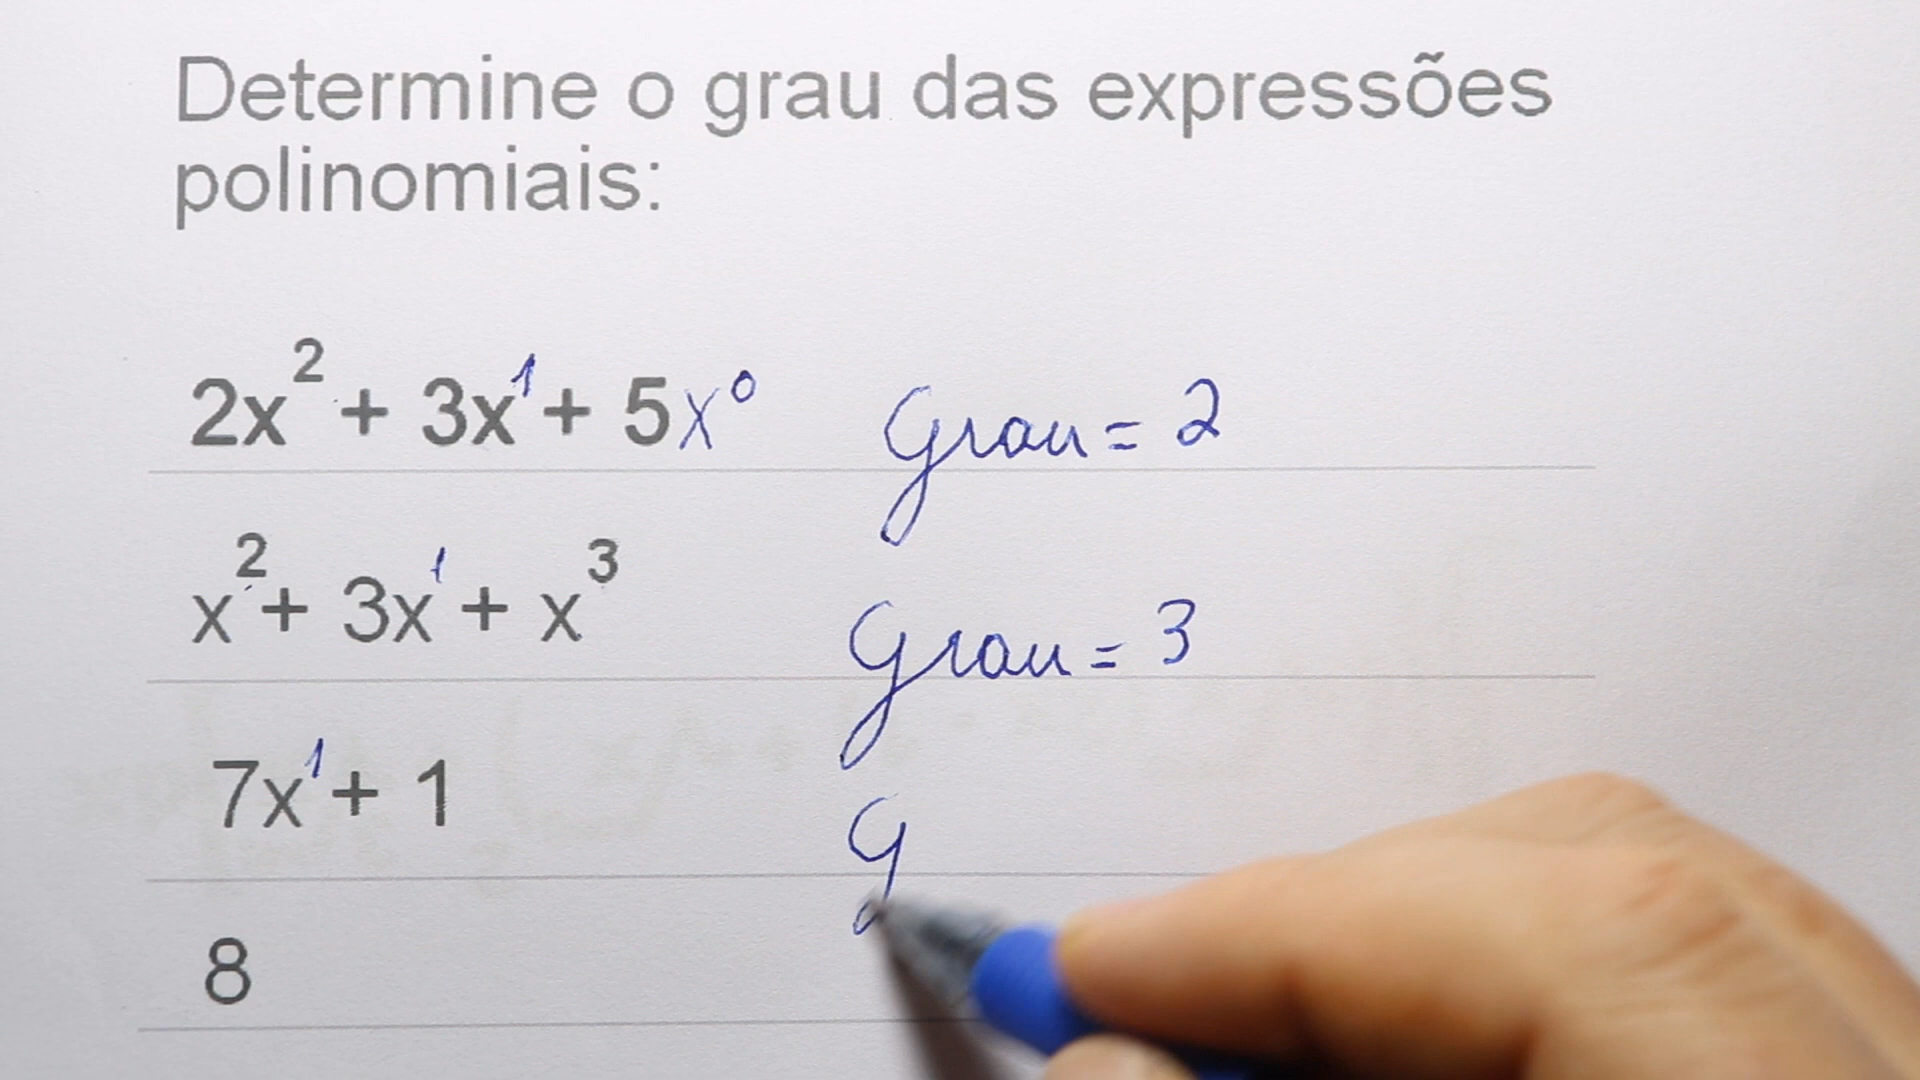 Determine o grau das expressões
polinomiais:
2x² + 3x¹ + 5x⁰ Grau = 2
x² + 3x¹ + x³ Grau = 3
7x¹ + 1 G
8